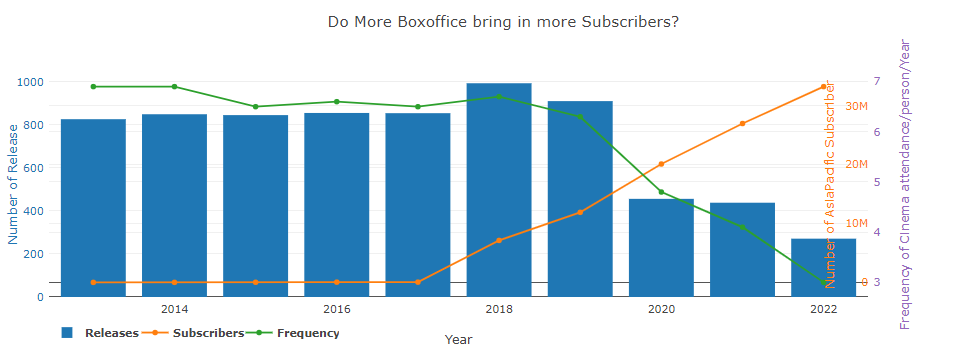 Do More Boxoffice bring in more Subscribers?
1000
800
600
400
200
0
Number of Release
7
6
5
4
3
30M
20M
10M
0
Number of AsiaPadific Subscriber
Frequency of Cinema attendance/person/Year
2014
2016
2018
2020
2022
Year
Releases
Subscribers
Frequency